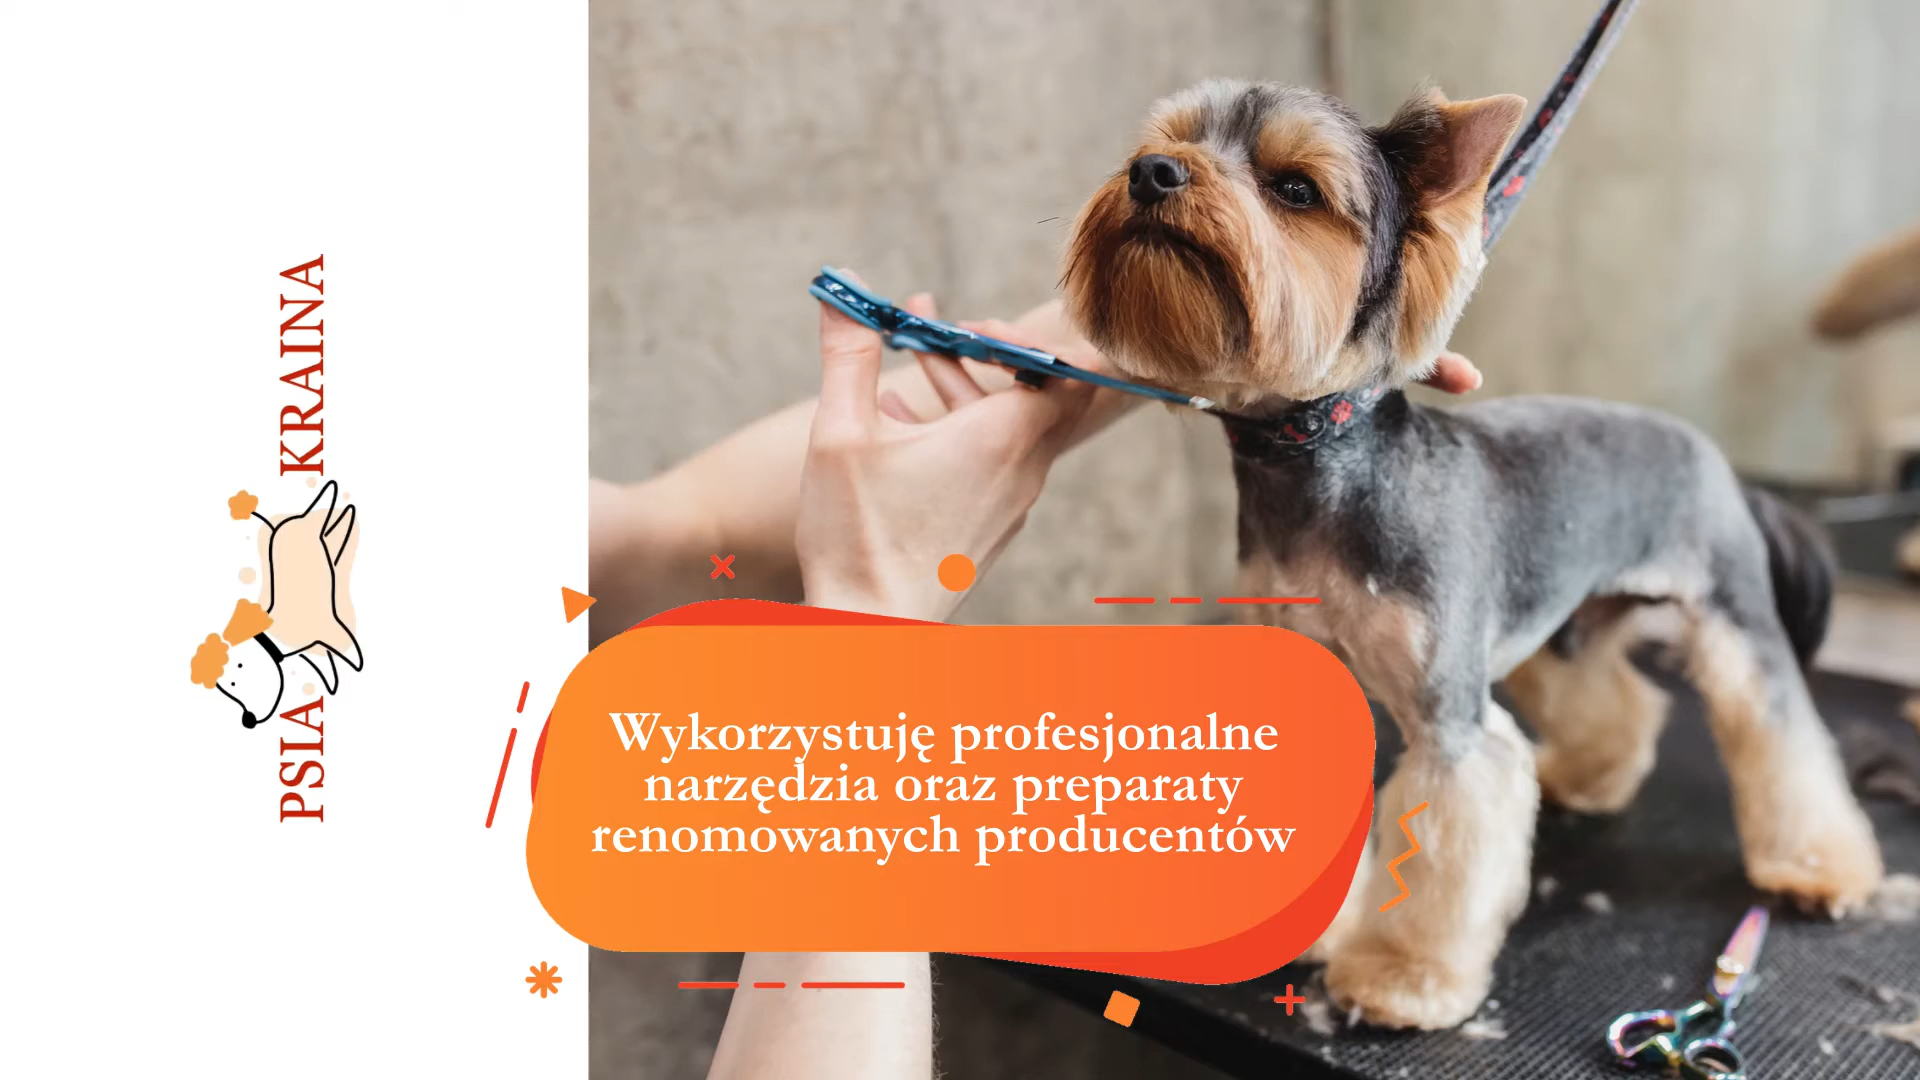 PSIA KRAINA
Wykorzystuję profesjonalne
narzędzia oraz preparaty
renomowanych producentów